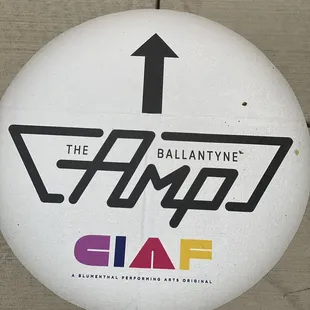 THE BALLANTYNE
Amp
CIAF
A BLUMENTHAL PERFORMING ARTS ORIGINAL